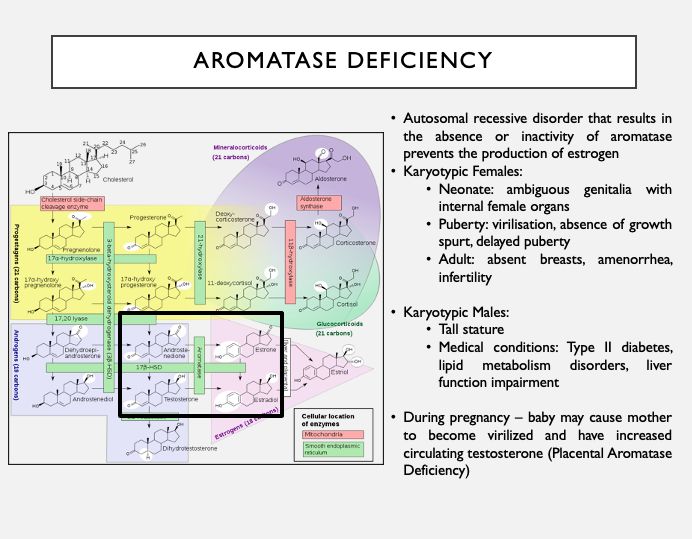 AROMATASE DEFICIENCY
• Autosomal recessive disorder that results in
the absence or inactivity of aromatase
prevents the production of estrogen
• Karyotypic Females:
• Neonate: ambiguous genitalia with
internal female organs
• Puberty: virilisation, absence of growth
spurt, delayed puberty
• Adult: absent breasts, amenorrhea,
infertility
• Karyotypic Males:
• Tall stature
• Medical conditions: Type II diabetes,
lipid metabolism disorders, liver
function impairment
• During pregnancy – baby may cause mother
to become virilized and have increased
circulating testosterone (Placental Aromatase
Deficiency)
Cholesterol
Cholesterol side-chain
cleavage enzyme
Mineralocorticoids
(21 carbons)
Aldosterone
Aldosterone
synthase
Progestagens (21 carbons)
Pregnenolone
Progesterone
Deoxy-
corticosterone
Corticosterone
17α-hydroxylase
21-hydroxylase
11β-hydroxylase
17α-hydroxy
pregnenolone
17α-hydroxy
progesterone
11-deoxycortisol
Cortisol
Glucocorticoids
(21 carbons)
17,20 lyase
Androgens (19 carbons)
Dehydroepi-
androsterone
Androste-
nedione
Estrone
17β-HSD
Aromatase
Estriol
Androstenediol
Testosterone
Estradiol
Estrogens (18 carbons)
Dihydrotestosterone
Cellular location
of enzymes
Mitochondria
Smooth endoplasmic
reticulum